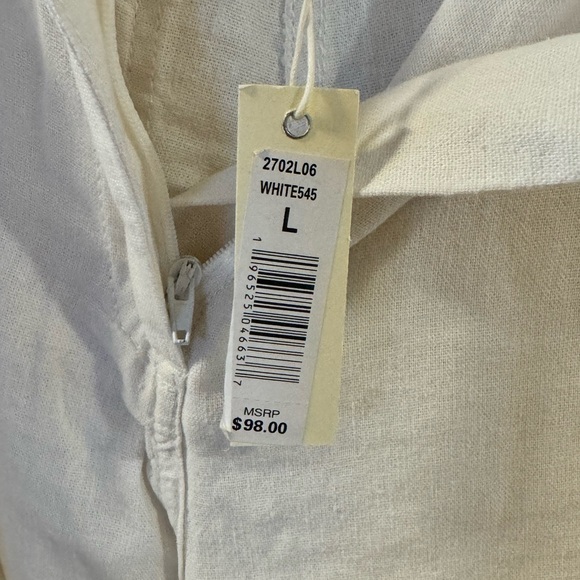 2702L06
WHITE545
L
1 96525 04663 7
MSRP
$98.00